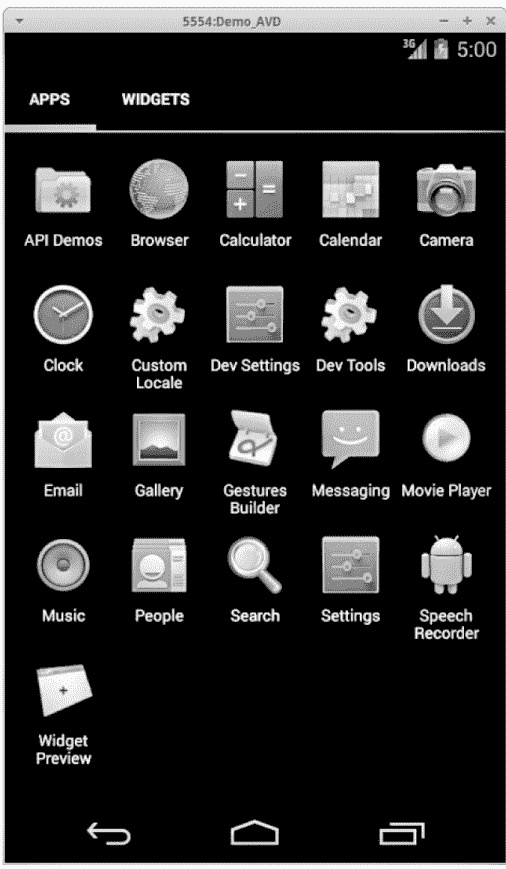 5554:Demo_AVD
3G 5:00
APPS WIDGETS
API Demos Browser Calculator Calendar Camera
Clock Custom Locale Dev Settings Dev Tools Downloads
Email Gallery Gestures Builder Messaging Movie Player
Music People Search Settings Speech Recorder
Widget Preview